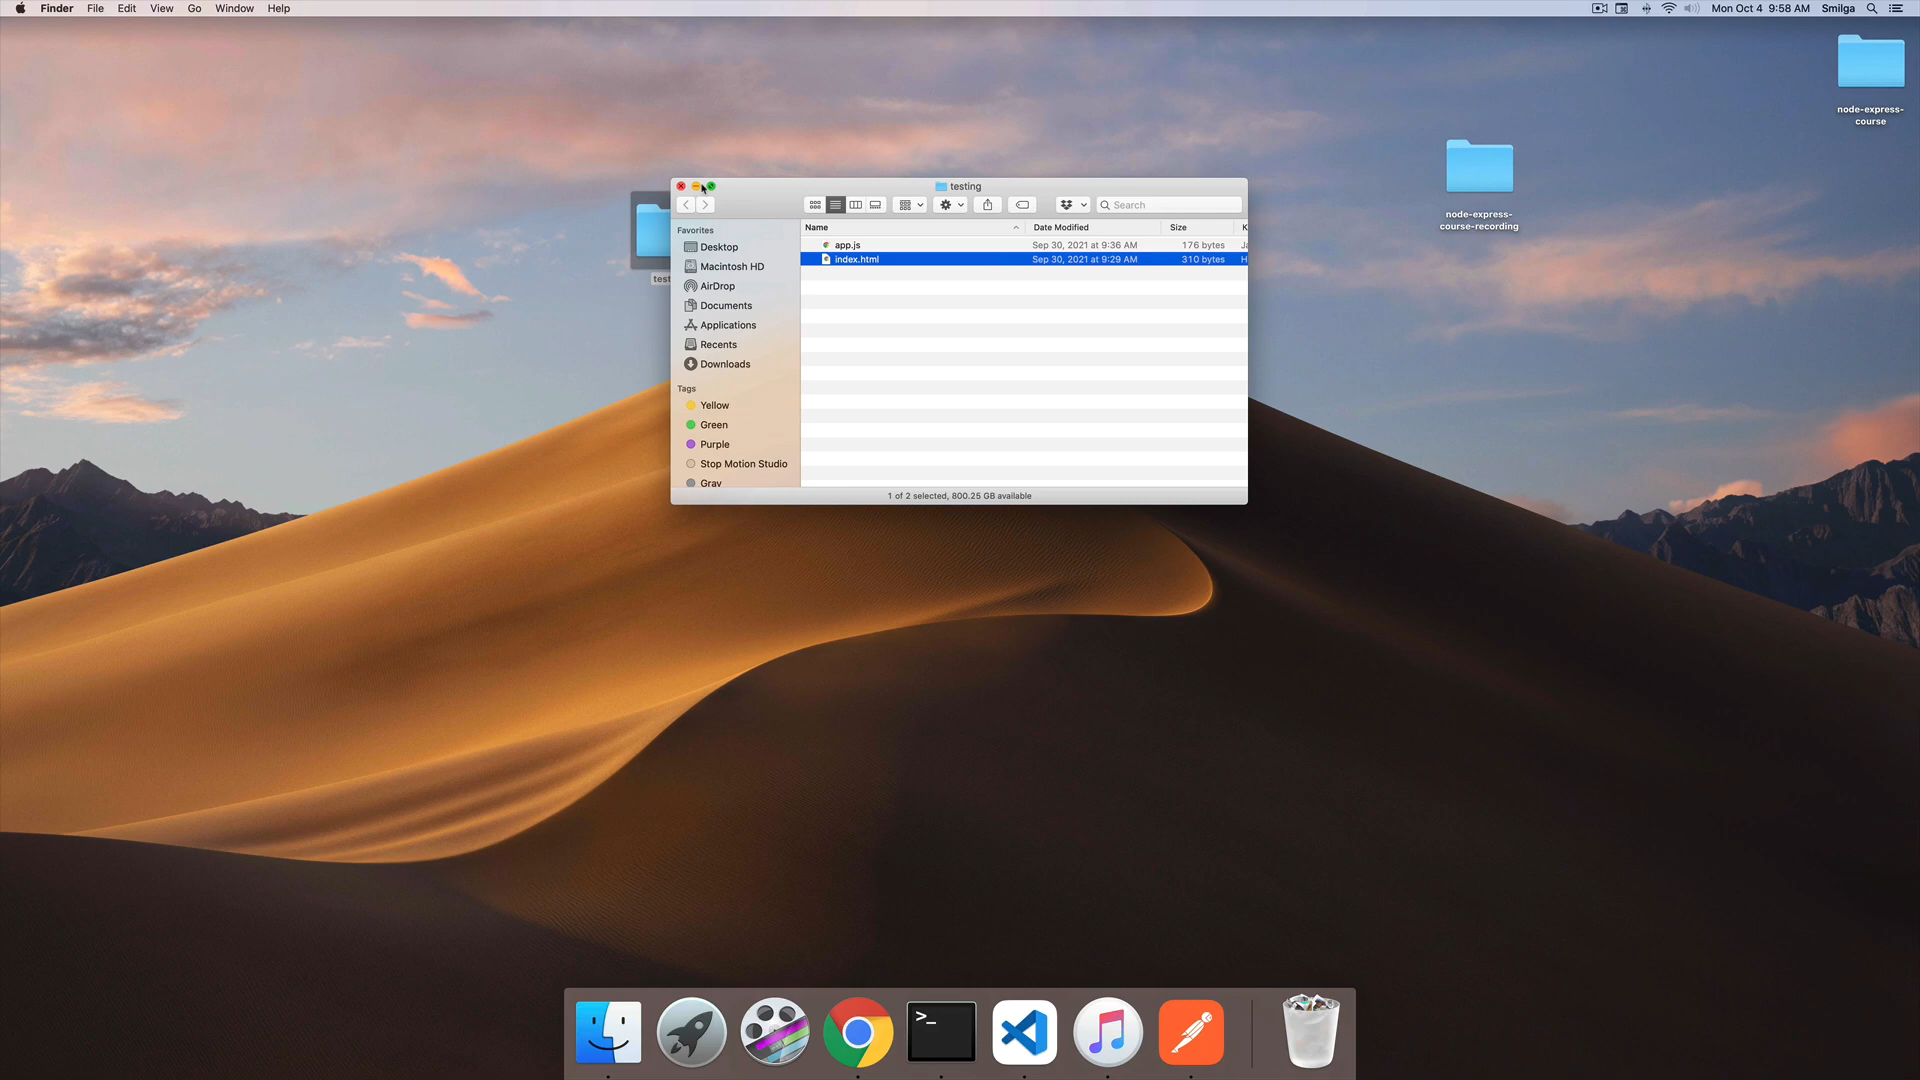 Finder File Edit View Go Window Help Mon Oct 4 9:58 AM Smilga
node-express-
course
node-express-
course-recording
test
testing
Search
Favorites
Desktop
Macintosh HD
AirDrop
Documents
Applications
Recents
Downloads
Tags
Yellow
Green
Purple
Stop Motion Studio
Gray
Name Date Modified Size K
app.js Sep 30, 2021 at 9:36 AM 176 bytes
index.html Sep 30, 2021 at 9:29 AM 310 bytes H
1 of 2 selected, 800.25 GB available
>_